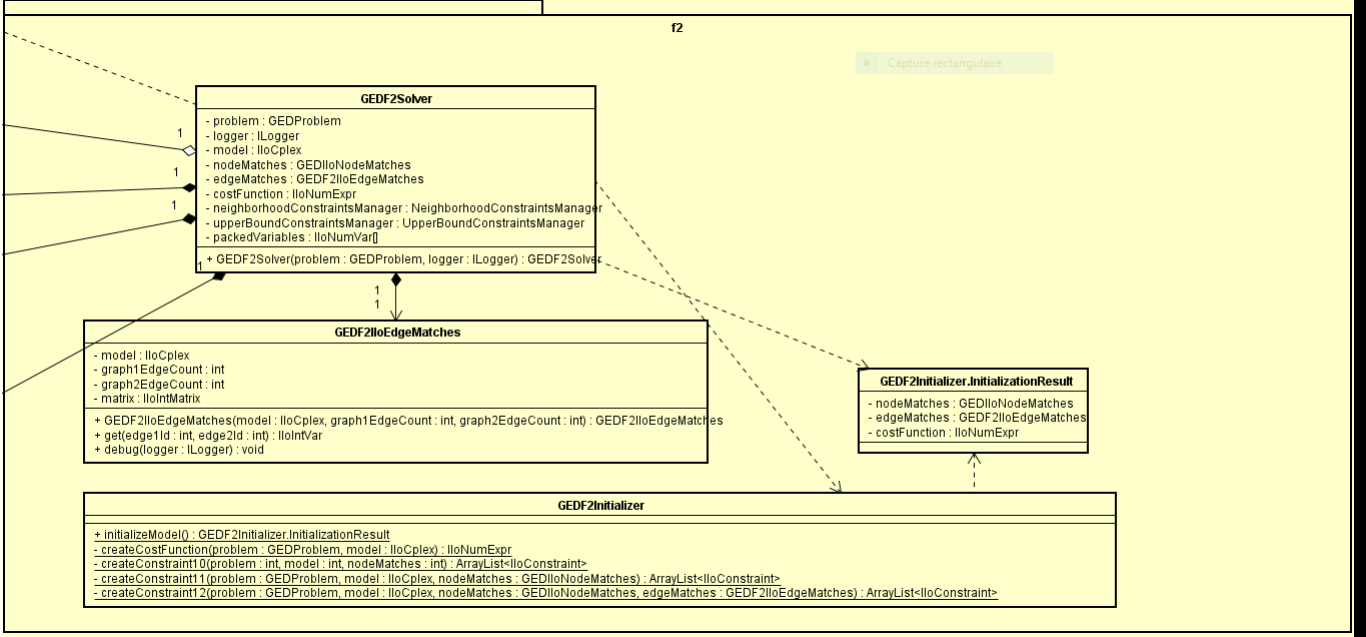 f2
Capture rectangulaire
GEDF2Solver
- problem : GEDProblem
- logger : ILogger
- model : IloCplex
- nodeMatches : GEDIloNodeMatches
- edgeMatches : GEDF2IloEdgeMatches
- costFunction : IloNumExpr
- neighborhoodConstraintsManager : NeighborhoodConstraintsManager
- upperBoundConstraintsManager : UpperBoundConstraintsManager
- packedVariables : IloNumVar[]
+ GEDF2Solver(problem : GEDProblem, logger : ILogger) : GEDF2Solver
1
1
1
1
1
1
GEDF2IloEdgeMatches
- model : IloCplex
- graph1EdgeCount : int
- graph2EdgeCount : int
- matrix : IloIntMatrix
+ GEDF2IloEdgeMatches(model : IloCplex, graph1EdgeCount : int, graph2EdgeCount : int) : GEDF2IloEdgeMatches
+ get(edge1Id : int, edge2Id : int) : IloIntVar
+ debug(logger : ILogger) : void
GEDF2Initializer.InitializationResult
- nodeMatches : GEDIloNodeMatches
- edgeMatches : GEDF2IloEdgeMatches
- costFunction : IloNumExpr
GEDF2Initializer
+ initializeModel() : GEDF2Initializer.InitializationResult
- createCostFunction(problem : GEDProblem, model : IloCplex) : IloNumExpr
- createConstraint10(problem : int, model : int, nodeMatches : int) : ArrayList<IloConstraint>
- createConstraint11(problem : GEDProblem, model : IloCplex, nodeMatches : GEDIloNodeMatches) : ArrayList<IloConstraint>
- createConstraint12(problem : GEDProblem, model : IloCplex, nodeMatches : GEDIloNodeMatches, edgeMatches : GEDF2IloEdgeMatches) : ArrayList<IloConstraint>